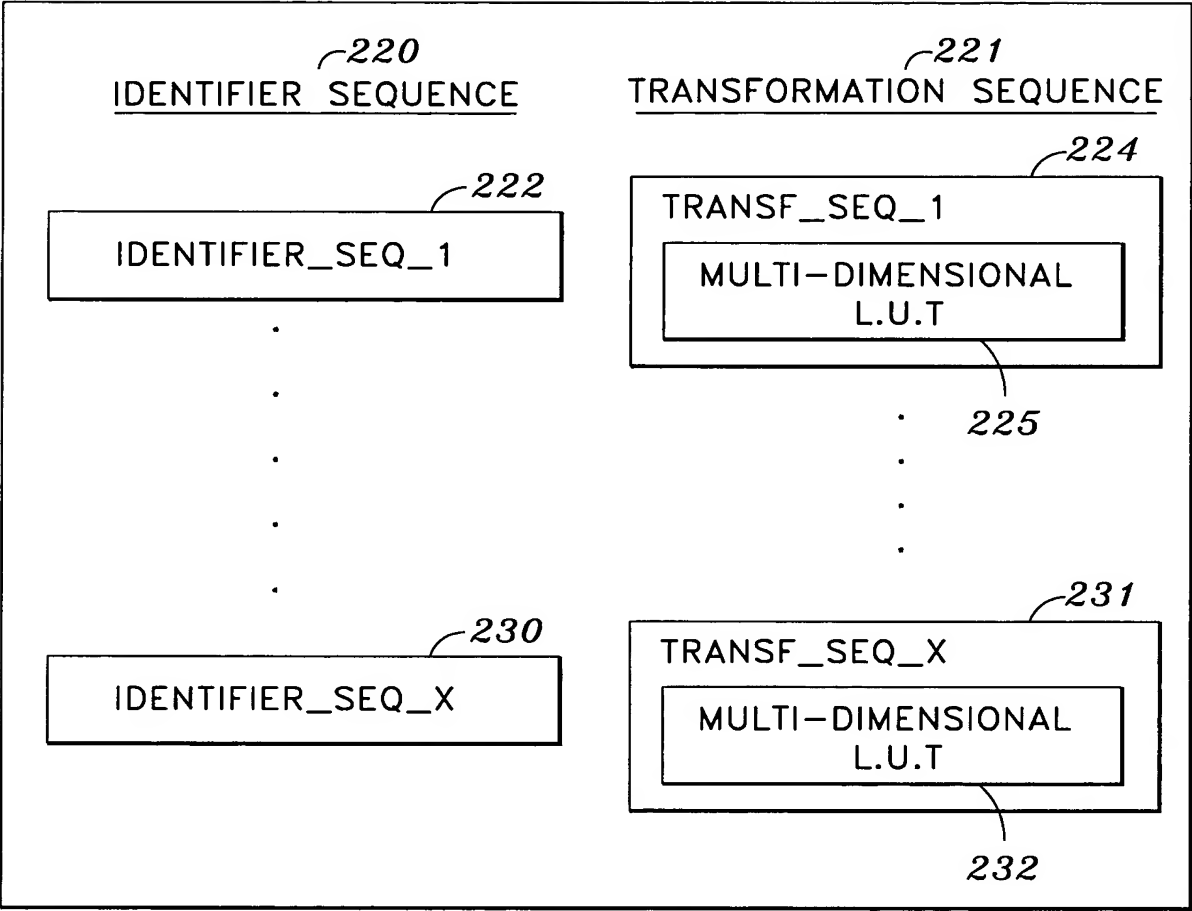 220
IDENTIFIER SEQUENCE
221
TRANSFORMATION SEQUENCE
222
IDENTIFIER_SEQ_1
224
TRANSF_SEQ_1
MULTI-DIMENSIONAL
L.U.T
225
230
IDENTIFIER_SEQ_X
231
TRANSF_SEQ_X
MULTI-DIMENSIONAL
L.U.T
232